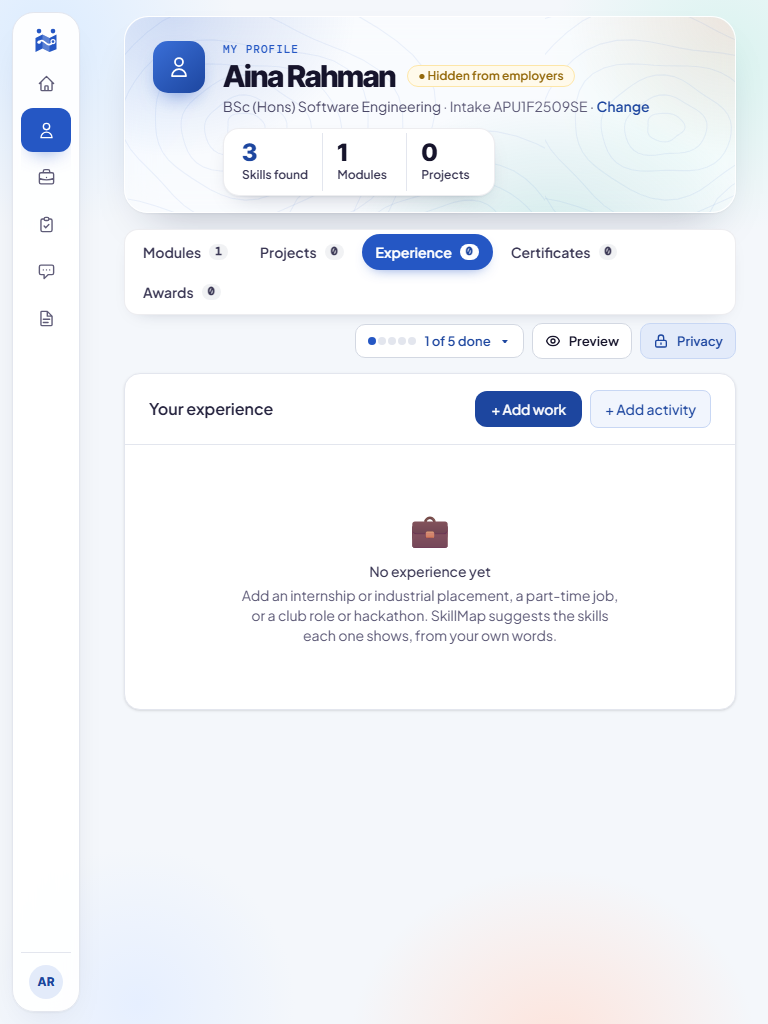 MY PROFILE
Aina Rahman
● Hidden from employers
BSc (Hons) Software Engineering · Intake APU1F2509SE · Change
3 1 0
Skills found Modules Projects
Modules 1 Projects 0 Experience 0 Certificates 0
Awards 0
1 of 5 done Preview Privacy
Your experience + Add work + Add activity
No experience yet
Add an internship or industrial placement, a part-time job,
or a club role or hackathon. SkillMap suggests the skills
each one shows, from your own words.
AR